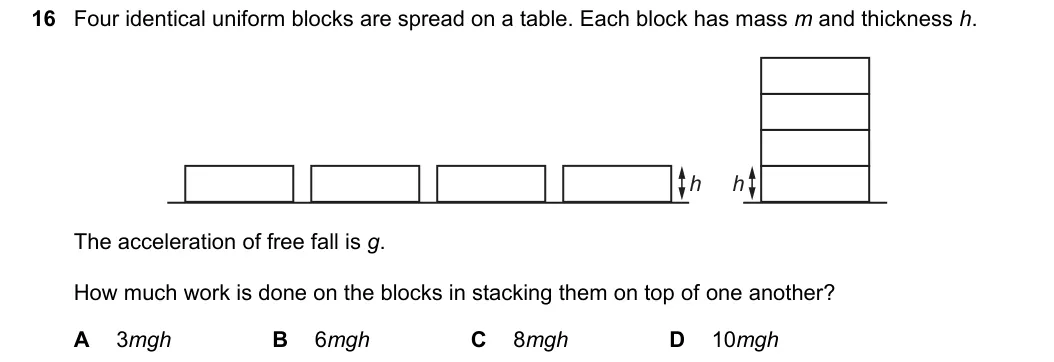 16 Four identical uniform blocks are spread on a table. Each block has mass m and thickness h.
h h
The acceleration of free fall is g.
How much work is done on the blocks in stacking them on top of one another?
A 3mgh B 6mgh C 8mgh D 10mgh